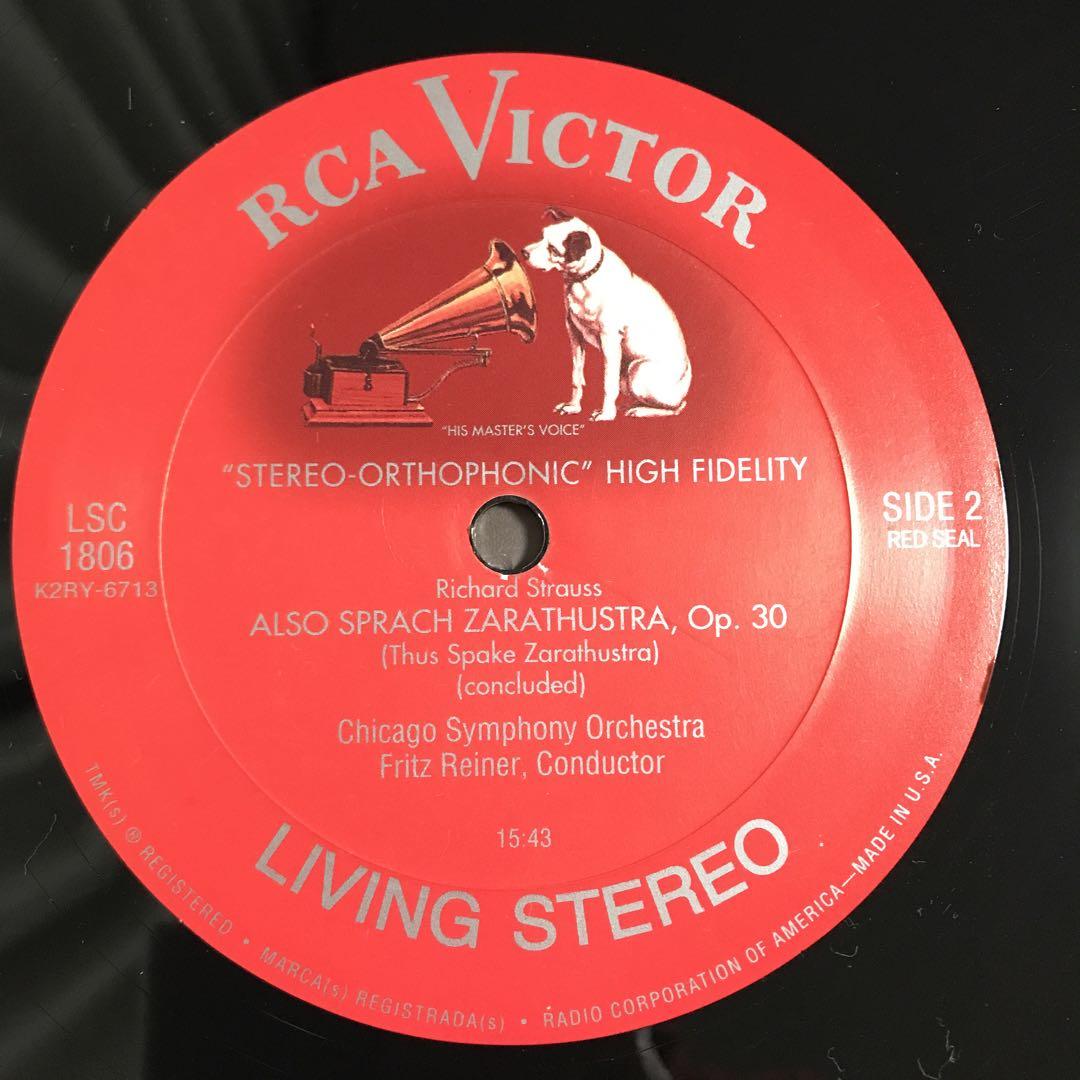 RCA VICTOR
"HIS MASTER'S VOICE"
"STEREO-ORTHOPHONIC" HIGH FIDELITY
LSC
1806
K2RY-6713
SIDE 2
RED SEAL
Richard Strauss
ALSO SPRACH ZARATHUSTRA, Op. 30
(Thus Spake Zarathustra)
(concluded)
Chicago Symphony Orchestra
Fritz Reiner, Conductor
15:43
LIVING STEREO
TMK(s) ® REGISTERED • MARCA(s) REGISTRADA(s) • RADIO CORPORATION OF AMERICA—MADE IN U.S.A.